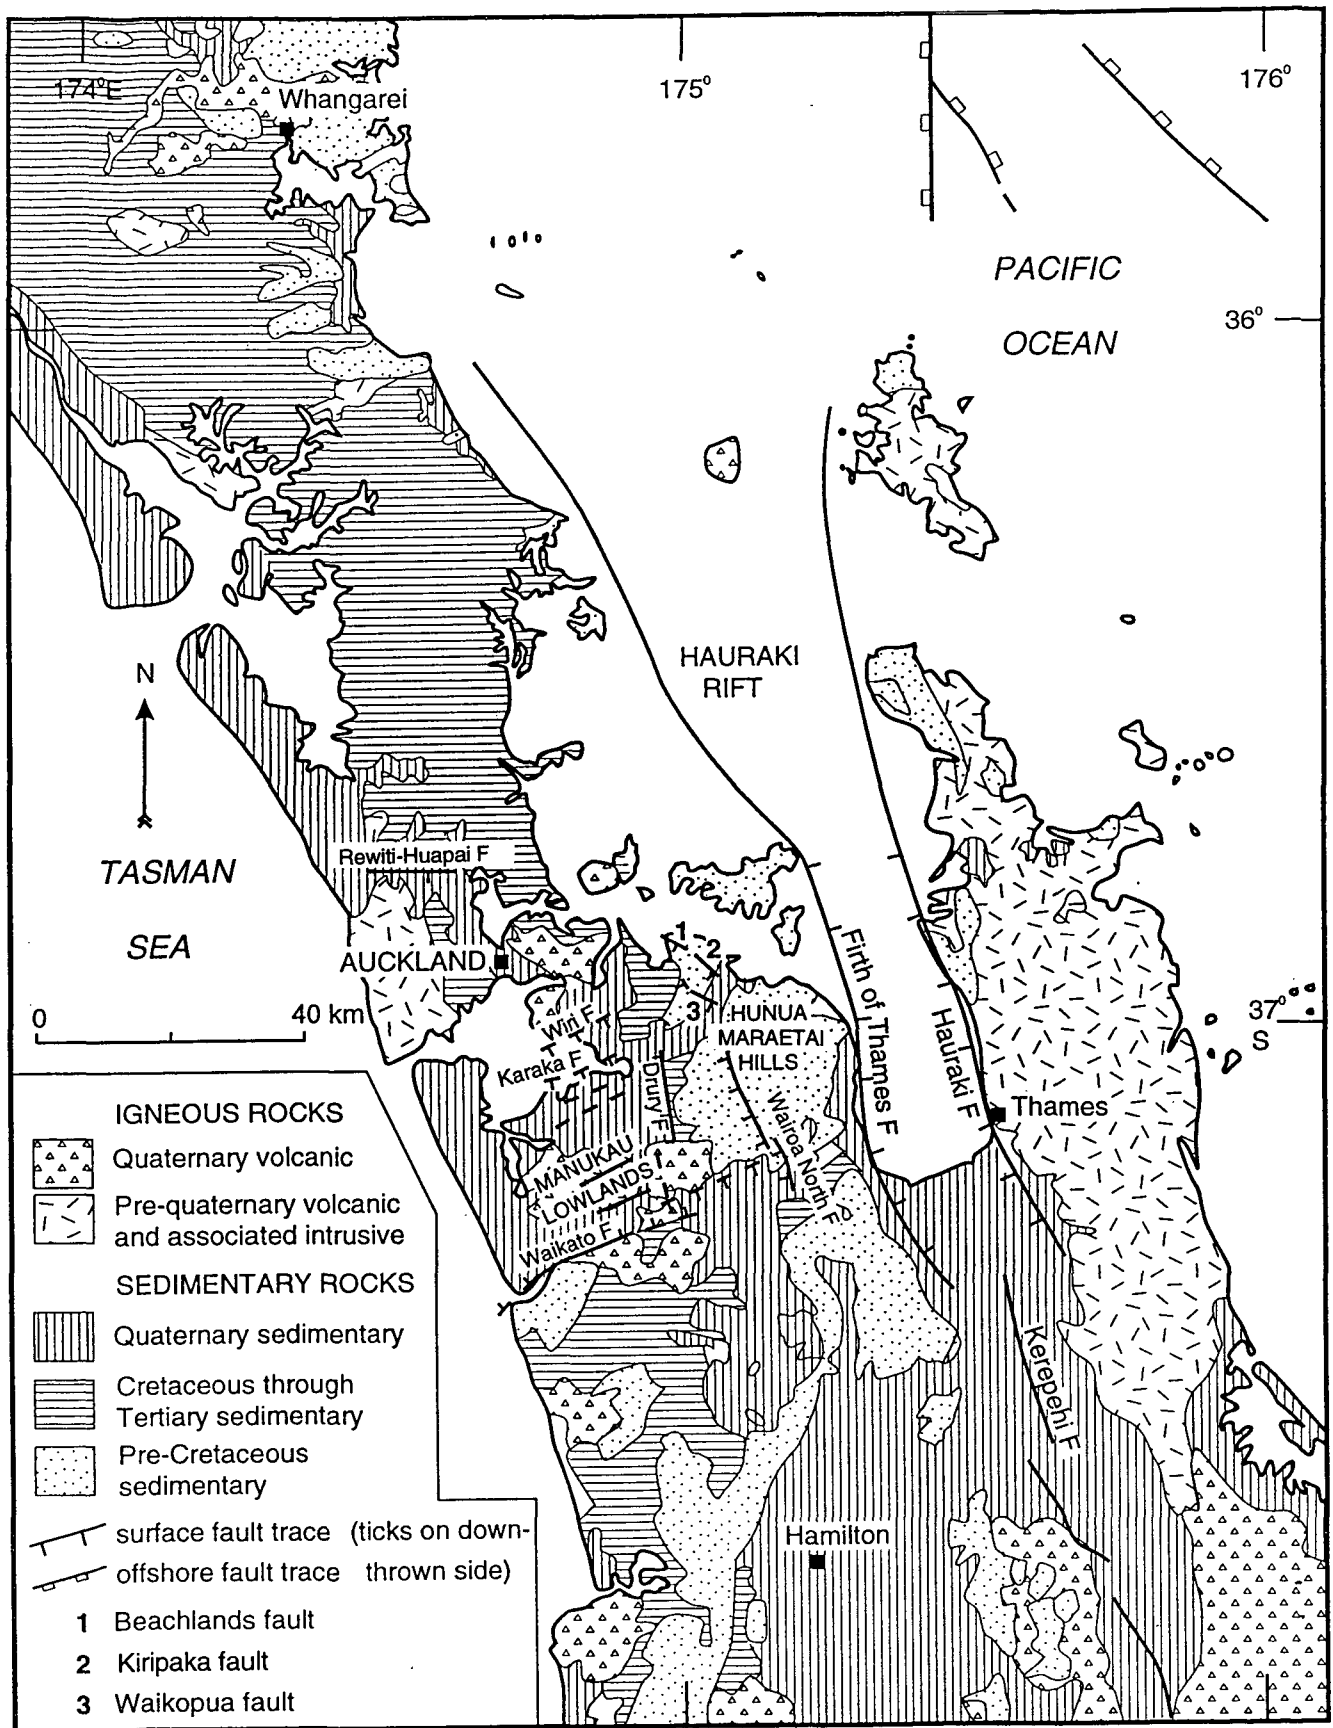 174°E
175°
176°
Whangarei
PACIFIC
OCEAN
36°
HAURAKI
RIFT
N
TASMAN
SEA
Rewiti-Huapai F
AUCKLAND
0
40 km
1
2
3
HUNUA
MARAETAI
HILLS
Firth of Thames F
Hauraki F
37°
S
Wiri F
Karaka F
Drury F
Wairoa North F
Thames
MANUKAU
LOWLANDS
Waikato F
Kerepehi F
Hamilton
IGNEOUS ROCKS
Quaternary volcanic
Pre-quaternary volcanic
and associated intrusive
SEDIMENTARY ROCKS
Quaternary sedimentary
Cretaceous through
Tertiary sedimentary
Pre-Cretaceous
sedimentary
surface fault trace (ticks on down-
offshore fault trace thrown side)
1 Beachlands fault
2 Kiripaka fault
3 Waikopua fault